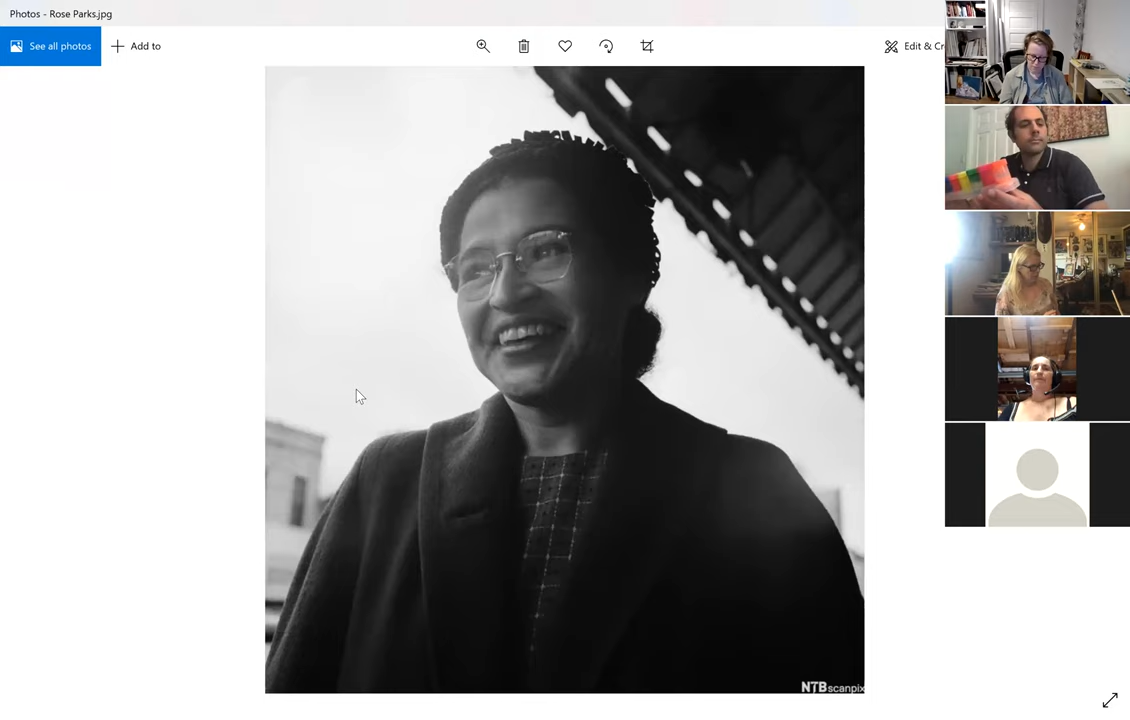 Photos - Rose Parks.jpg
See all photos
Add to
Edit & Cr
NTBscanpix